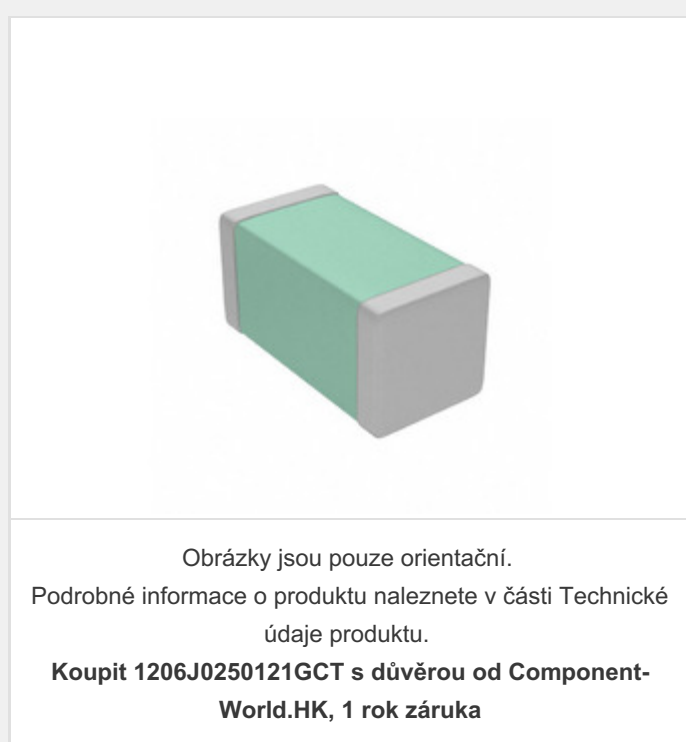 Obrázky jsou pouze orientační.
Podrobné informace o produktu naleznete v části Technické
údaje produktu.
Koupit 1206J0250121GCT s důvěrou od Component-
World.HK, 1 rok záruka